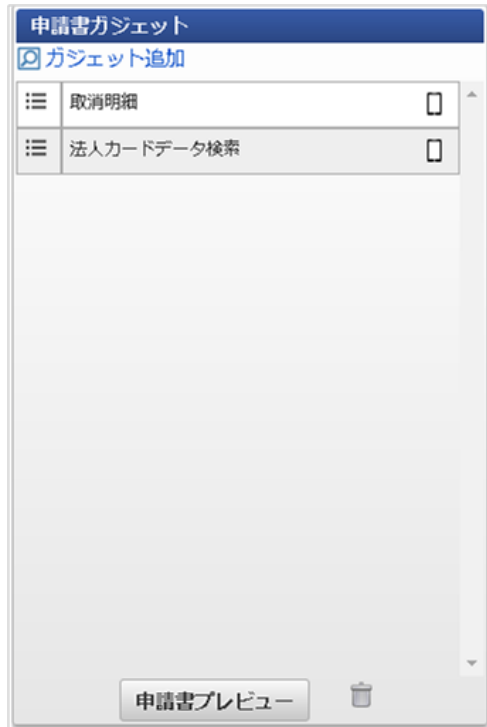 申請書ガジェット
ガジェット追加
取消明細
法人カードデータ検索
申請書プレビュー